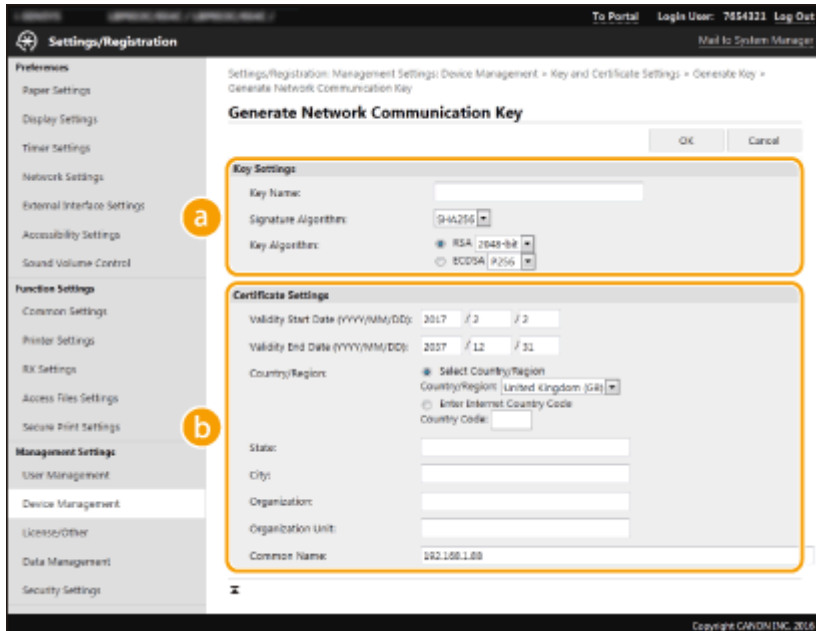 To Portal Login User: 7654321 Log Out
Settings/Registration
Mail to System Manager
Preferences
Paper Settings
Display Settings
Timer Settings
Network Settings
External Interface Settings
Accessibility Settings
Sound Volume Control
Function Settings
Common Settings
Printer Settings
RX Settings
Access Files Settings
Secure Print Settings
Management Settings
User Management
Device Management
License/Other
Data Management
Security Settings
Settings/Registration: Management Settings: Device Management > Key and Certificate Settings > Generate Key >
Generate Network Communication Key
Generate Network Communication Key
OK Cancel
a
Key Settings
Key Name:
Signature Algorithm: SHA256
Key Algorithm: RSA 2048-bit
ECDSA P256
b
Certificate Settings
Validity Start Date (YYYY/MM/DD): 2017 / 2 / 2
Validity End Date (YYYY/MM/DD): 2037 / 12 / 31
Country/Region: Select Country/Region
Country/Region: United Kingdom (GB)
Enter Internet Country Code
Country Code:
State:
City:
Organization:
Organization Unit:
Common Name: 192.168.1.88
Copyright CANON INC. 2016